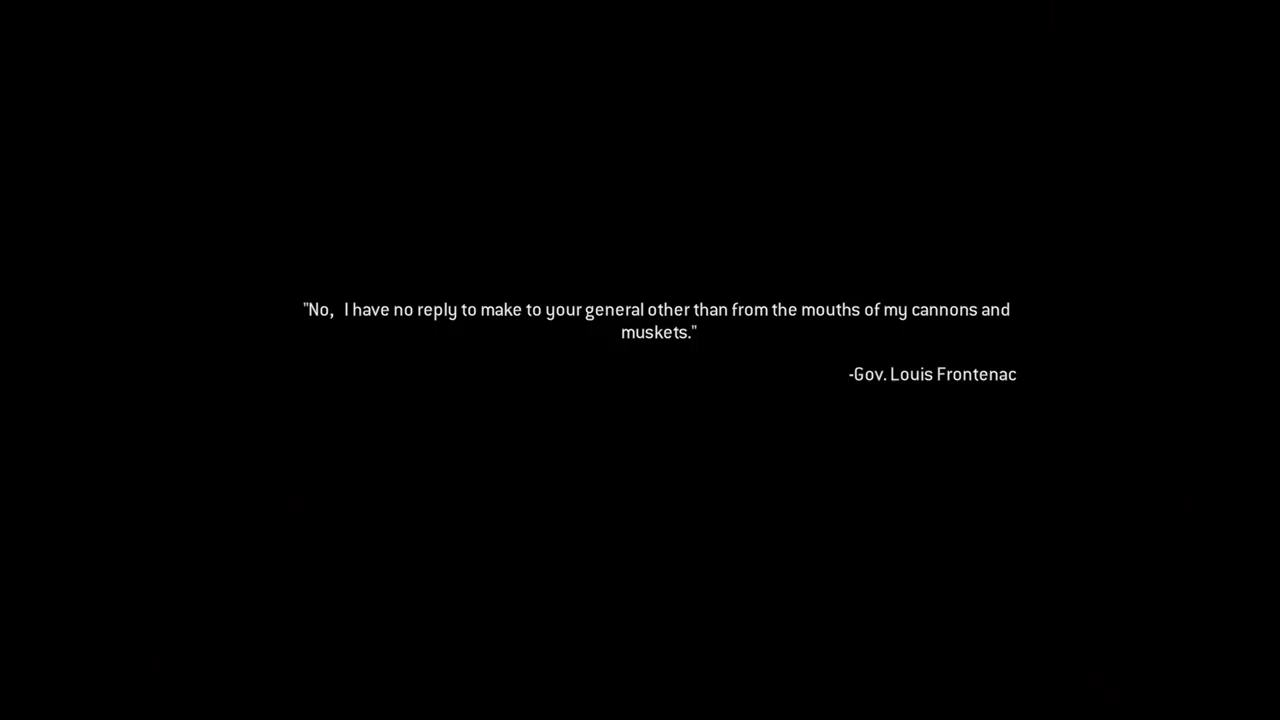 "No,  I have no reply to make to your general other than from the mouths of my cannons and
muskets."
-Gov. Louis Frontenac